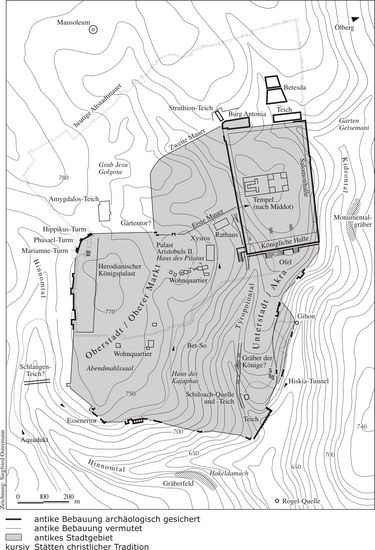 Mausoleum
Ölberg
heutige Altstadtmauer
Betesda
Struthion-Teich
Teich
Burg Antonia
Garten
Getsemani
Zweite Mauer
Salomonhalle
Kidrontal
Grab Jesu
Golgota
780
Tempel
(nach Middot)
Amygdalos-Teich
Monumental-
gräber
Gartentor?
Erste Mauer
Hippikus-Turm
Phasael-Turm
Mariamne-Turm
Rathaus
Königliche Halle
Xystos
Palast
Aristobuls II.
Haus des Pilatus
Ofel
Hinnomtal
Herodianischer
Königspalast
Wohnquartier
Akra
Unterstadt
Tyropoiontal
Oberstadt / Oberer Markt
770
Gihon
Wohnquartier
Bet-So
Gräber der
Könige?
Schlangen-
Teich?
Abendmahlssaal
Haus des
Kajaphas
Hiskia-Tunnel
750
Schiloach-Quelle
und -Teich
Teich
Essenertor
700
740
Aquädukt
650
700
Hinnomtal
650
Hakeldamach
Gräberfeld
Rogel-Quelle
0
100
200
m
Zeichnung: Siegfried Ostermann
antike Bebauung archäologisch gesichert
antike Bebauung vermutet
antikes Stadtgebiet
kursiv Stätten christlicher Tradition